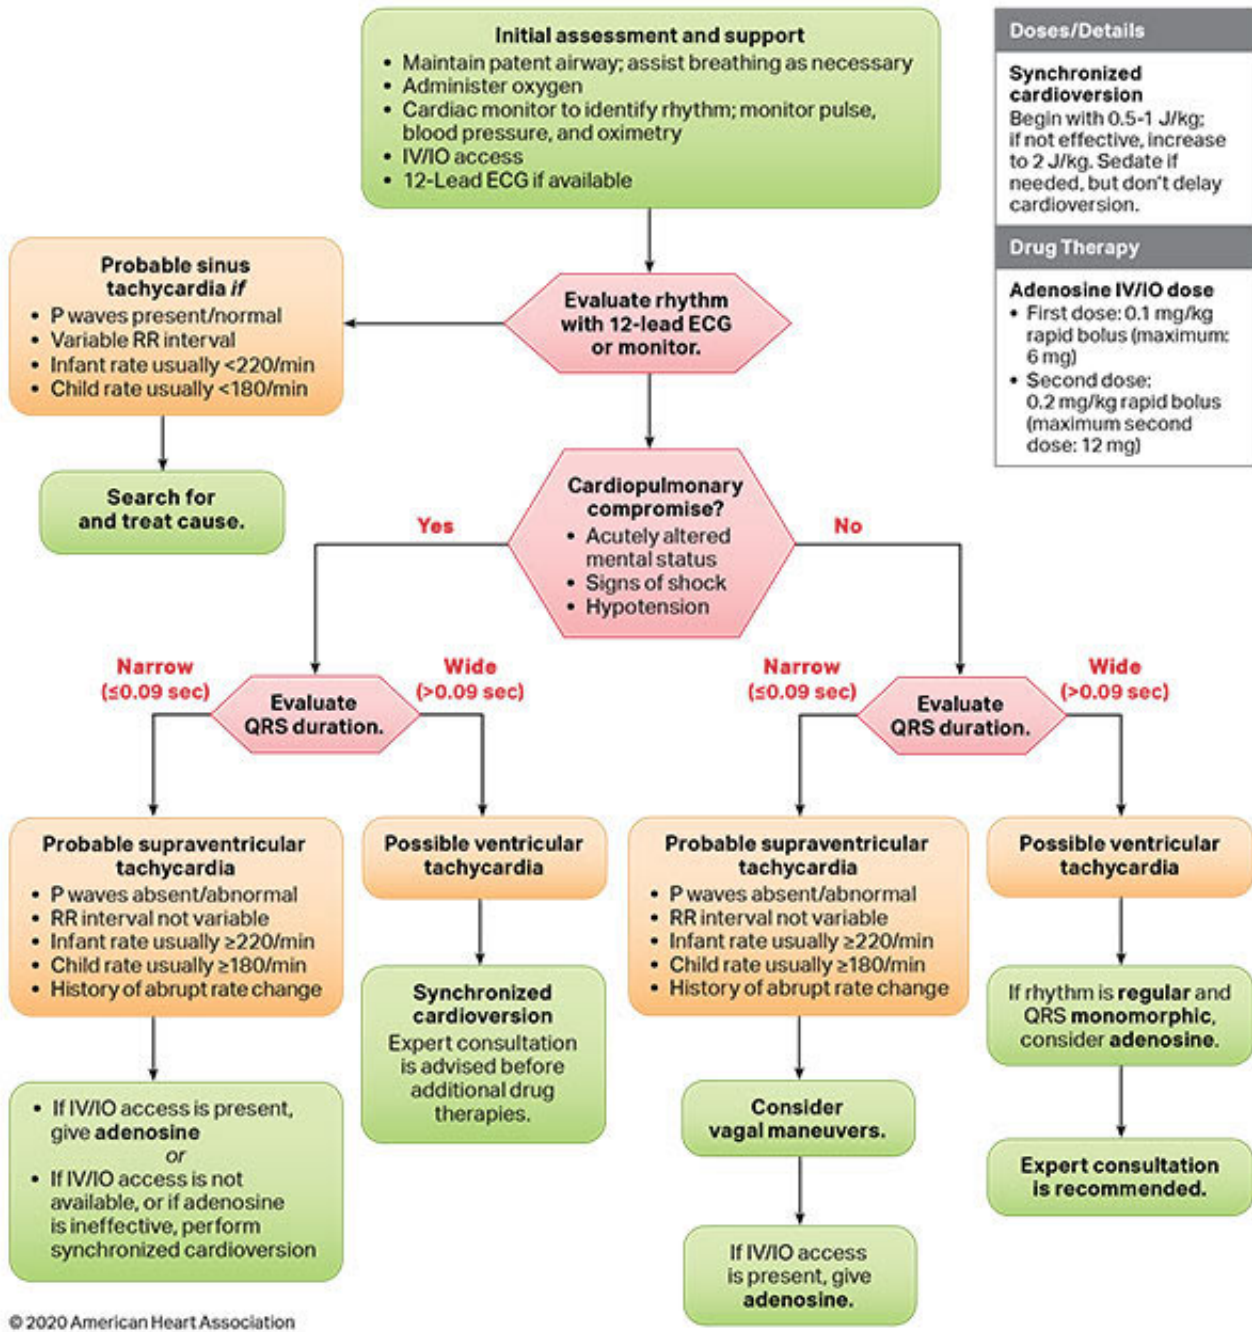 Initial assessment and support
• Maintain patent airway; assist breathing as necessary
• Administer oxygen
• Cardiac monitor to identify rhythm; monitor pulse,
blood pressure, and oximetry
• IV/IO access
• 12-Lead ECG if available
Doses/Details
Synchronized
cardioversion
Begin with 0.5-1 J/kg;
if not effective, increase
to 2 J/kg. Sedate if
needed, but don't delay
cardioversion.
Drug Therapy
Adenosine IV/IO dose
• First dose: 0.1 mg/kg
rapid bolus (maximum:
6 mg)
• Second dose:
0.2 mg/kg rapid bolus
(maximum second
dose: 12 mg)
Probable sinus
tachycardia if
• P waves present/normal
• Variable RR interval
• Infant rate usually <220/min
• Child rate usually <180/min
Evaluate rhythm
with 12-lead ECG
or monitor.
Search for
and treat cause.
Cardiopulmonary
compromise?
• Acutely altered
mental status
• Signs of shock
• Hypotension
Yes
No
Narrow
(≤0.09 sec)
Evaluate
QRS duration.
Wide
(>0.09 sec)
Narrow
(≤0.09 sec)
Evaluate
QRS duration.
Wide
(>0.09 sec)
Probable supraventricular
tachycardia
• P waves absent/abnormal
• RR interval not variable
• Infant rate usually ≥220/min
• Child rate usually ≥180/min
• History of abrupt rate change
Possible ventricular
tachycardia
Probable supraventricular
tachycardia
• P waves absent/abnormal
• RR interval not variable
• Infant rate usually ≥220/min
• Child rate usually ≥180/min
• History of abrupt rate change
Possible ventricular
tachycardia
• If IV/IO access is present,
give adenosine
or
• If IV/IO access is not
available, or if adenosine
is ineffective, perform
synchronized cardioversion
Synchronized
cardioversion
Expert consultation
is advised before
additional drug
therapies.
Consider
vagal maneuvers.
If IV/IO access
is present, give
adenosine.
If rhythm is regular and
QRS monomorphic,
consider adenosine.
Expert consultation
is recommended.
© 2020 American Heart Association